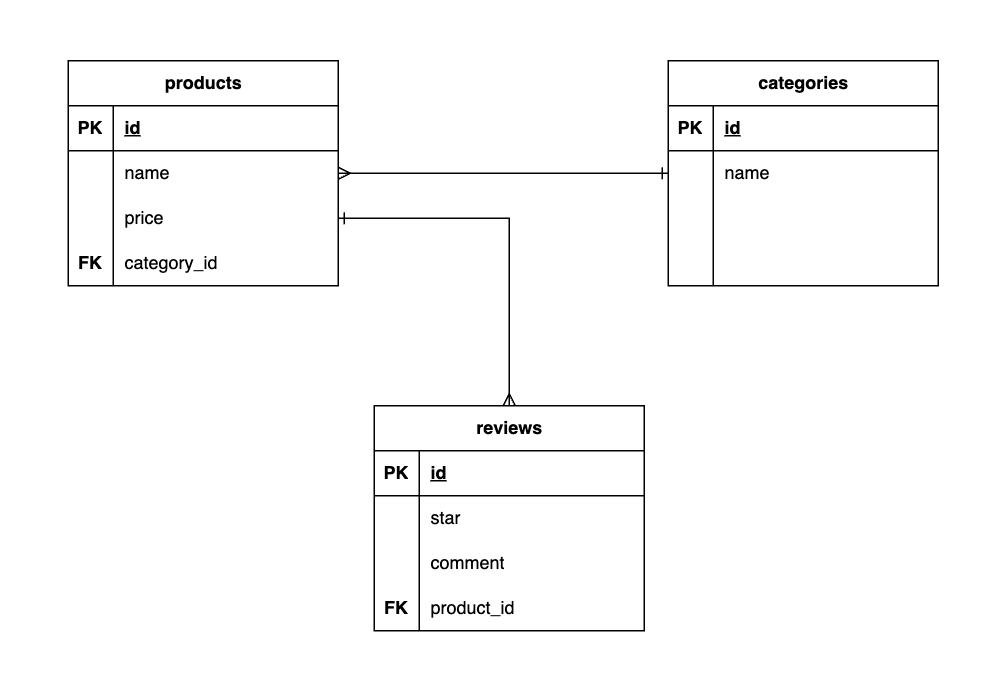 products
PK id
name
price
FK category_id
categories
PK id
name
reviews
PK id
star
comment
FK product_id